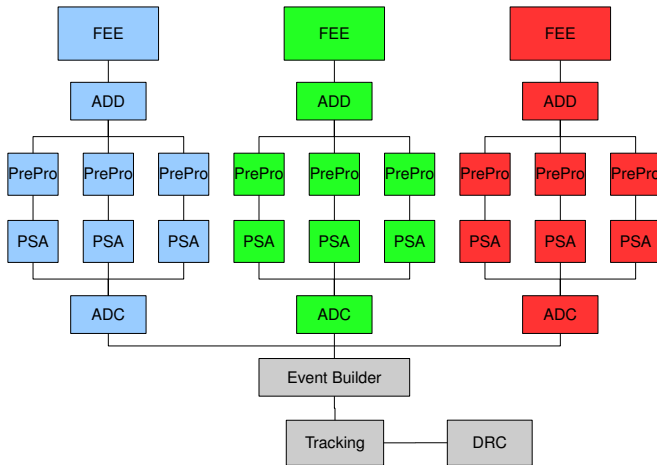 FEE FEE FEE
ADD ADD ADD
PrePro PrePro PrePro PrePro PrePro PrePro PrePro PrePro PrePro
PSA PSA PSA PSA PSA PSA PSA PSA PSA
ADC ADC ADC
Event Builder
Tracking DRC